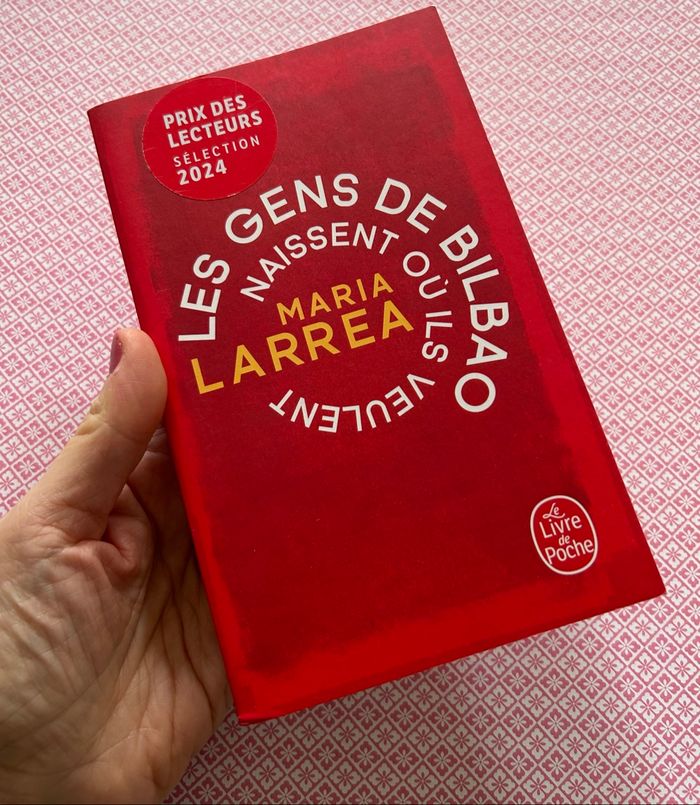 PRIX DES
LECTEURS
SÉLECTION
2024
LES GENS DE BILBAO
NAISSENT OÙ ILS VEULENT
MARIA
LARREA
Le
Livre
de
Poche